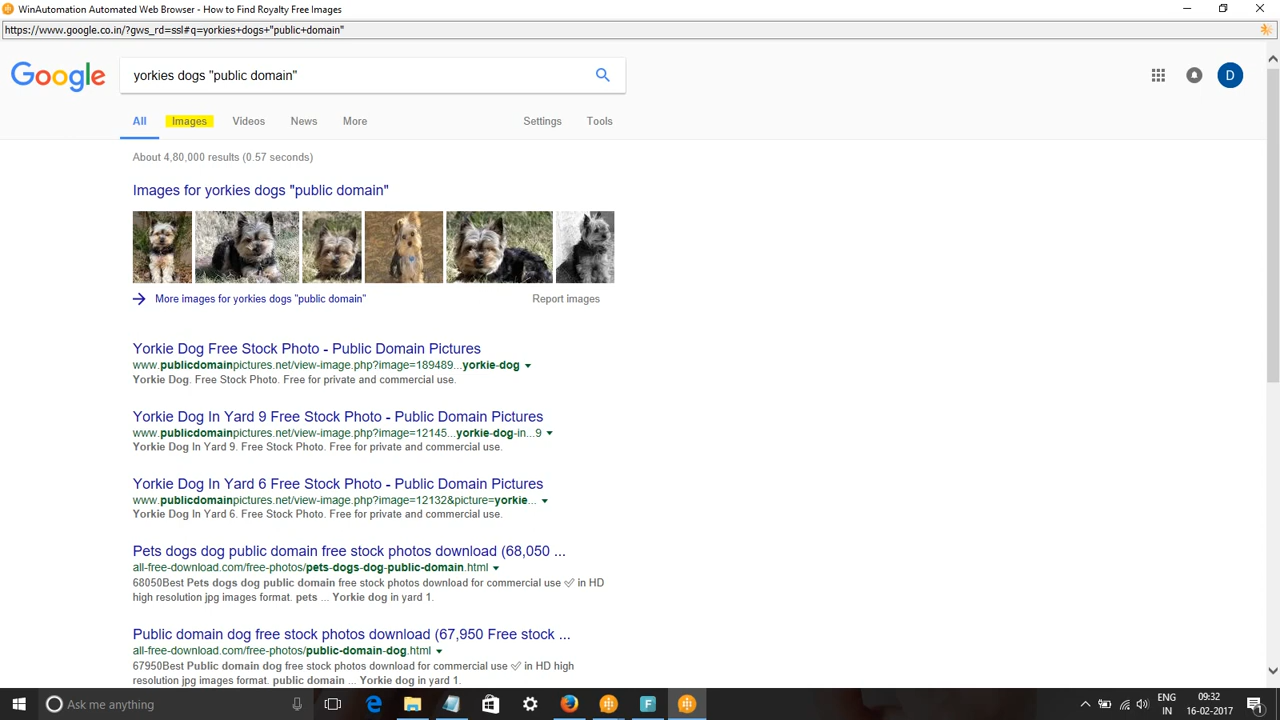 WinAutomation Automated Web Browser - How to Find Royalty Free Images
https://www.google.co.in/?gws_rd=ssl#q=yorkies+dogs+"public+domain"
Google
yorkies dogs "public domain"
D
All Images Videos News More Settings Tools
About 4,80,000 results (0.57 seconds)
Images for yorkies dogs "public domain"
More images for yorkies dogs "public domain" Report images
Yorkie Dog Free Stock Photo - Public Domain Pictures
www.publicdomainpictures.net/view-image.php?image=189489...yorkie-dog
Yorkie Dog. Free Stock Photo. Free for private and commercial use.
Yorkie Dog In Yard 9 Free Stock Photo - Public Domain Pictures
www.publicdomainpictures.net/view-image.php?image=12145...yorkie-dog-in...9
Yorkie Dog In Yard 9. Free Stock Photo. Free for private and commercial use.
Yorkie Dog In Yard 6 Free Stock Photo - Public Domain Pictures
www.publicdomainpictures.net/view-image.php?image=12132&picture=yorkie...
Yorkie Dog In Yard 6. Free Stock Photo. Free for private and commercial use.
Pets dogs dog public domain free stock photos download (68,050 ...
all-free-download.com/free-photos/pets-dogs-dog-public-domain.html
68050Best Pets dogs dog public domain free stock photos download for commercial use ✅ in HD
high resolution jpg images format. pets ... Yorkie dog in yard 1.
Public domain dog free stock photos download (67,950 Free stock ...
all-free-download.com/free-photos/public-domain-dog.html
67950Best Public domain dog free stock photos download for commercial use ✅ in HD high
resolution jpg images format. public domain ... Yorkie dog in yard 1.
Ask me anything
F
ENG
IN
09:32
16-02-2017
1